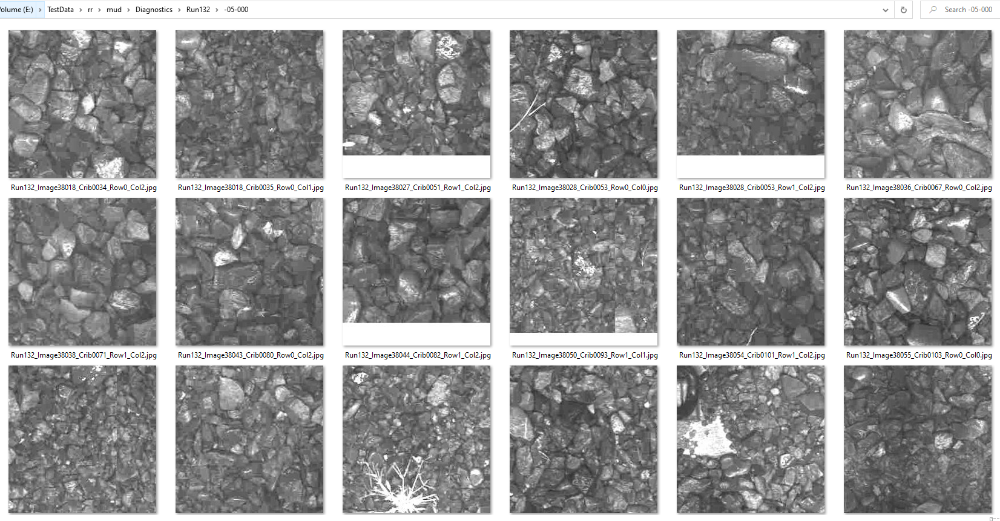 olume (E:) > TestData > rr > mud > Diagnostics > Run132 > -05-000
Search -05-000
Run132_Image38018_Crib0034_Row0_Col2.jpg
Run132_Image38018_Crib0035_Row0_Col1.jpg
Run132_Image38027_Crib0051_Row1_Col2.jpg
Run132_Image38028_Crib0053_Row0_Col0.jpg
Run132_Image38028_Crib0053_Row1_Col2.jpg
Run132_Image38036_Crib0067_Row0_Col2.jpg
Run132_Image38038_Crib0071_Row1_Col2.jpg
Run132_Image38043_Crib0080_Row0_Col2.jpg
Run132_Image38044_Crib0082_Row1_Col2.jpg
Run132_Image38050_Crib0093_Row1_Col1.jpg
Run132_Image38054_Crib0101_Row1_Col2.jpg
Run132_Image38055_Crib0103_Row0_Col0.jpg